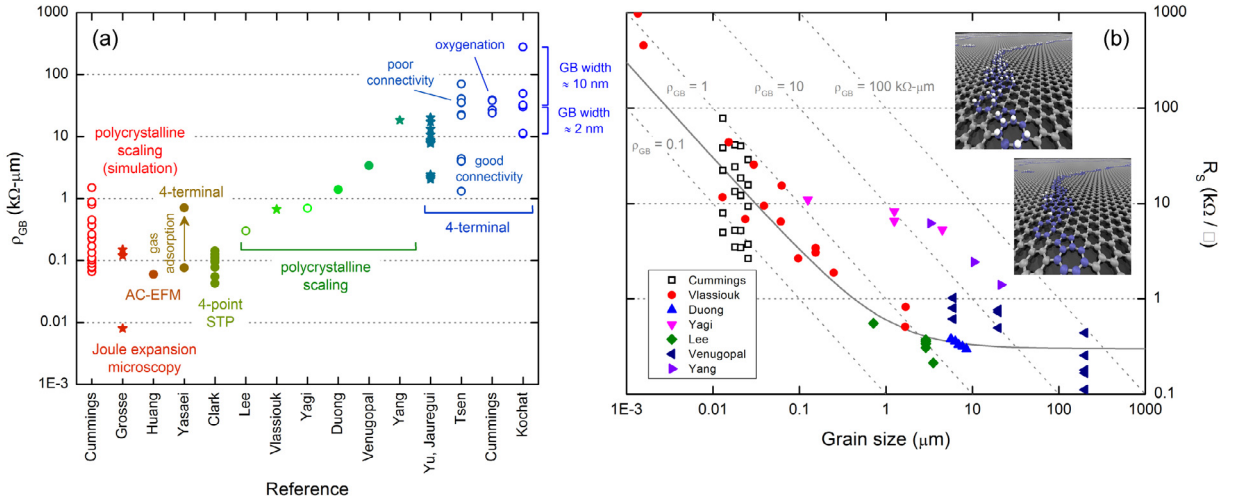 (a)
1000
100
10
1
0.1
0.01
1E-3
ρGB (kΩ-μm)
polycrystalline
scaling
(simulation)
4-terminal
gas
adsorption
AC-EFM
Joule expansion
microscopy
4-point
STP
polycrystalline
scaling
poor
connectivity
oxygenation
good
connectivity
4-terminal
GB width
≈ 10 nm
GB width
≈ 2 nm
Cummings
Grosse
Huang
Yasaei
Clark
Lee
Vlassiouk
Yagi
Duong
Venugopal
Yang
Yu, Jauregui
Tsen
Cummings
Kochat
Reference
(b)
ρGB = 0.1
ρGB = 1
ρGB = 10
ρGB = 100 kΩ-μm
Cummings
Vlassiouk
Duong
Yagi
Lee
Venugopal
Yang
1000
100
10
1
0.1
RS (kΩ / □)
1E-3
0.01
0.1
1
10
100
1000
Grain size (μm)